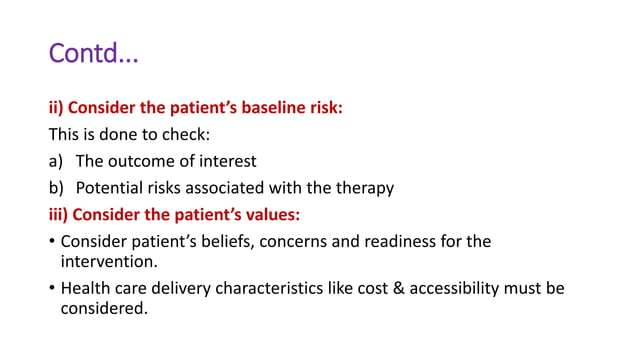 Contd...
ii) Consider the patient’s baseline risk:
This is done to check:
a) The outcome of interest
b) Potential risks associated with the therapy
iii) Consider the patient’s values:
• Consider patient’s beliefs, concerns and readiness for the
intervention.
• Health care delivery characteristics like cost & accessibility must be
considered.